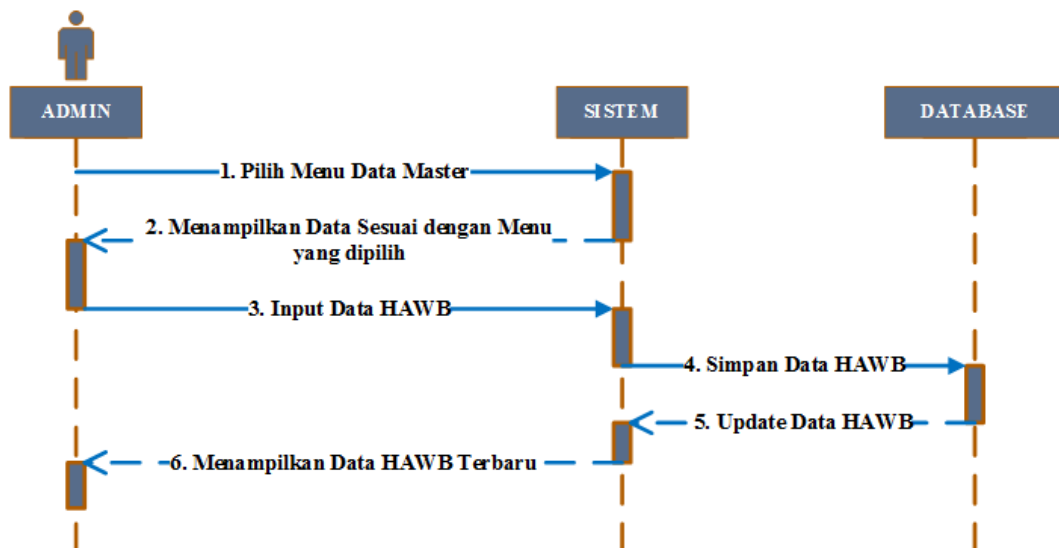 ADMIN
SISTEM
DATABASE
1. Pilih Menu Data Master
2. Menampilkan Data Sesuai dengan Menu
yang dipilih
3. Input Data HAWB
4. Simpan Data HAWB
5. Update Data HAWB
6. Menampilkan Data HAWB Terbaru